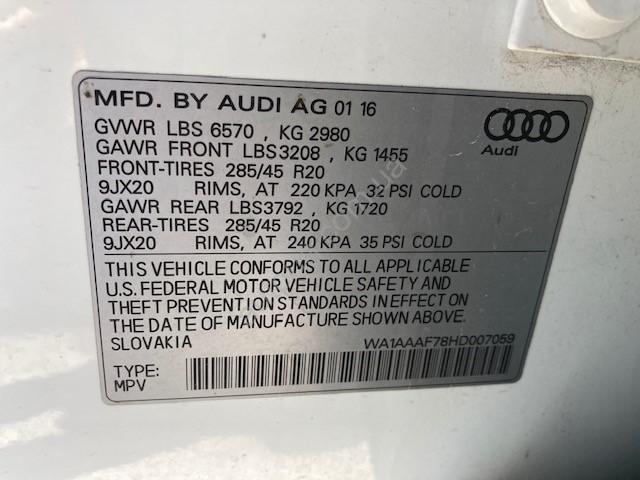 MFD. BY AUDI AG 01 16
GVWR LBS 6570 , KG 2980
GAWR FRONT LBS3208 , KG 1455
FRONT-TIRES 285/45 R20
9JX20 RIMS, AT 220 KPA 32 PSI COLD
GAWR REAR LBS3792 , KG 1720
REAR-TIRES 285/45 R20
9JX20 RIMS, AT 240 KPA 35 PSI COLD
Audi
THIS VEHICLE CONFORMS TO ALL APPLICABLE
U.S. FEDERAL MOTOR VEHICLE SAFETY AND
THEFT PREVENTION STANDARDS IN EFFECT ON
THE DATE OF MANUFACTURE SHOWN ABOVE.
SLOVAKIA WA1AAAF78HD007059
TYPE:
MPV